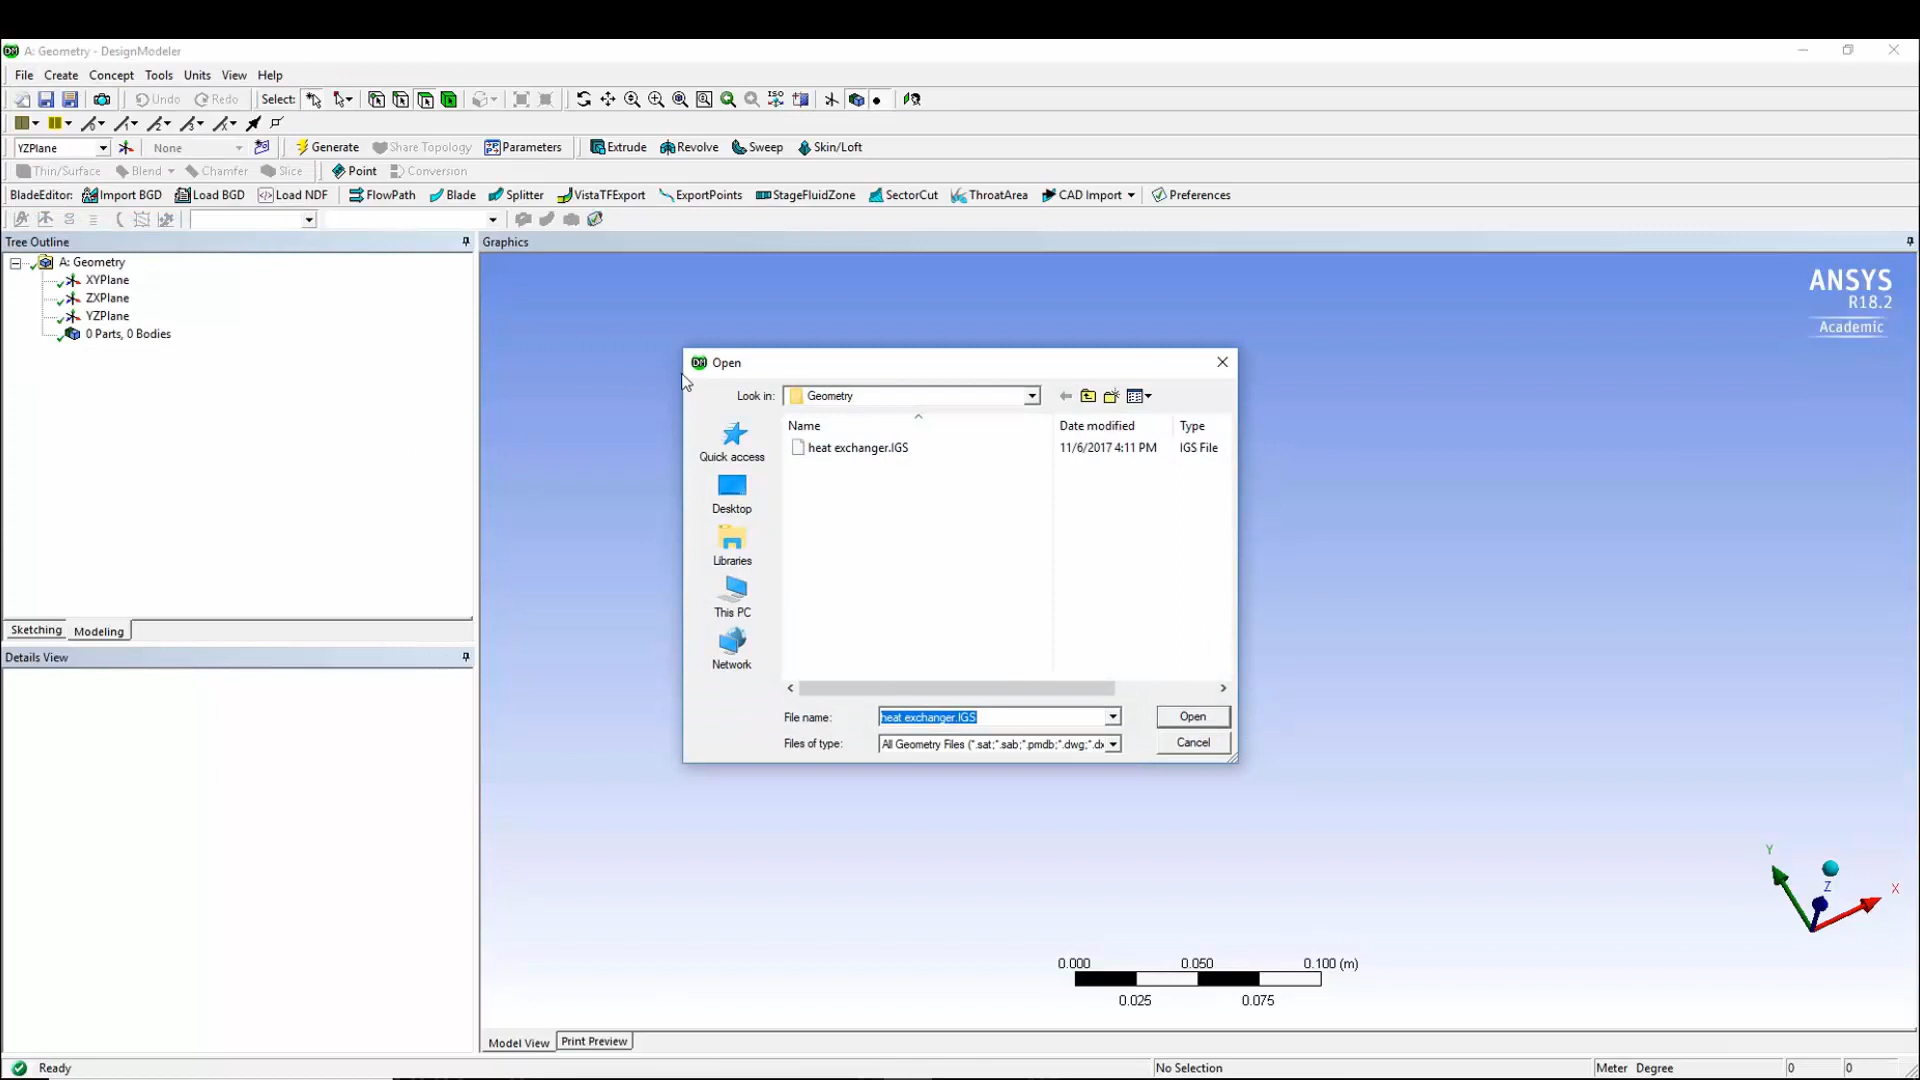 A: Geometry - DesignModeler
File Create Concept Tools Units View Help
Undo Redo Select: ISO
YZPlane None Generate Share Topology Parameters Extrude Revolve Sweep Skin/Loft
Thin/Surface Blend Chamfer Slice Point Conversion
BladeEditor: Import BGD Load BGD Load NDF FlowPath Blade Splitter VistaTFExport ExportPoints StageFluidZone SectorCut ThroatArea CAD Import Preferences
Tree Outline
A: Geometry
XYPlane
ZXPlane
YZPlane
0 Parts, 0 Bodies
Sketching Modeling
Details View
Graphics
ANSYS
R18.2
Academic
Open
Look in: Geometry
Quick access
Desktop
Libraries
This PC
Network
Name Date modified Type
heat exchanger.IGS 11/6/2017 4:11 PM IGS File
File name: heat exchanger.IGS Open
Files of type: All Geometry Files (*.sat;*.sab;*.pmdb;*.dwg;*.dx Cancel
Y
Z
X
0.000 0.050 0.100 (m)
0.025 0.075
Model View Print Preview
Ready No Selection Meter Degree 0 0